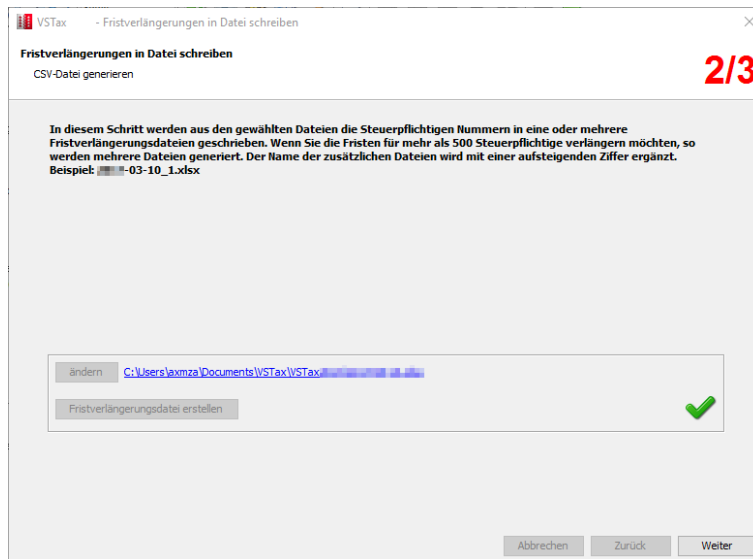 VSTax - Fristverlängerungen in Datei schreiben
Fristverlängerungen in Datei schreiben
CSV-Datei generieren
2/3
In diesem Schritt werden aus den gewählten Dateien die Steuerpflichtigen Nummern in eine oder mehrere
Fristverlängerungsdateien geschrieben. Wenn Sie die Fristen für mehr als 500 Steuerpflichtige verlängern möchten, so
werden mehrere Dateien generiert. Der Name der zusätzlichen Dateien wird mit einer aufsteigenden Ziffer ergänzt.
Beispiel: -03-10_1.xlsx
ändern C:\Users\axmza\Documents\VSTax\VSTax
Fristverlängerungsdatei erstellen
Abbrechen Zurück Weiter